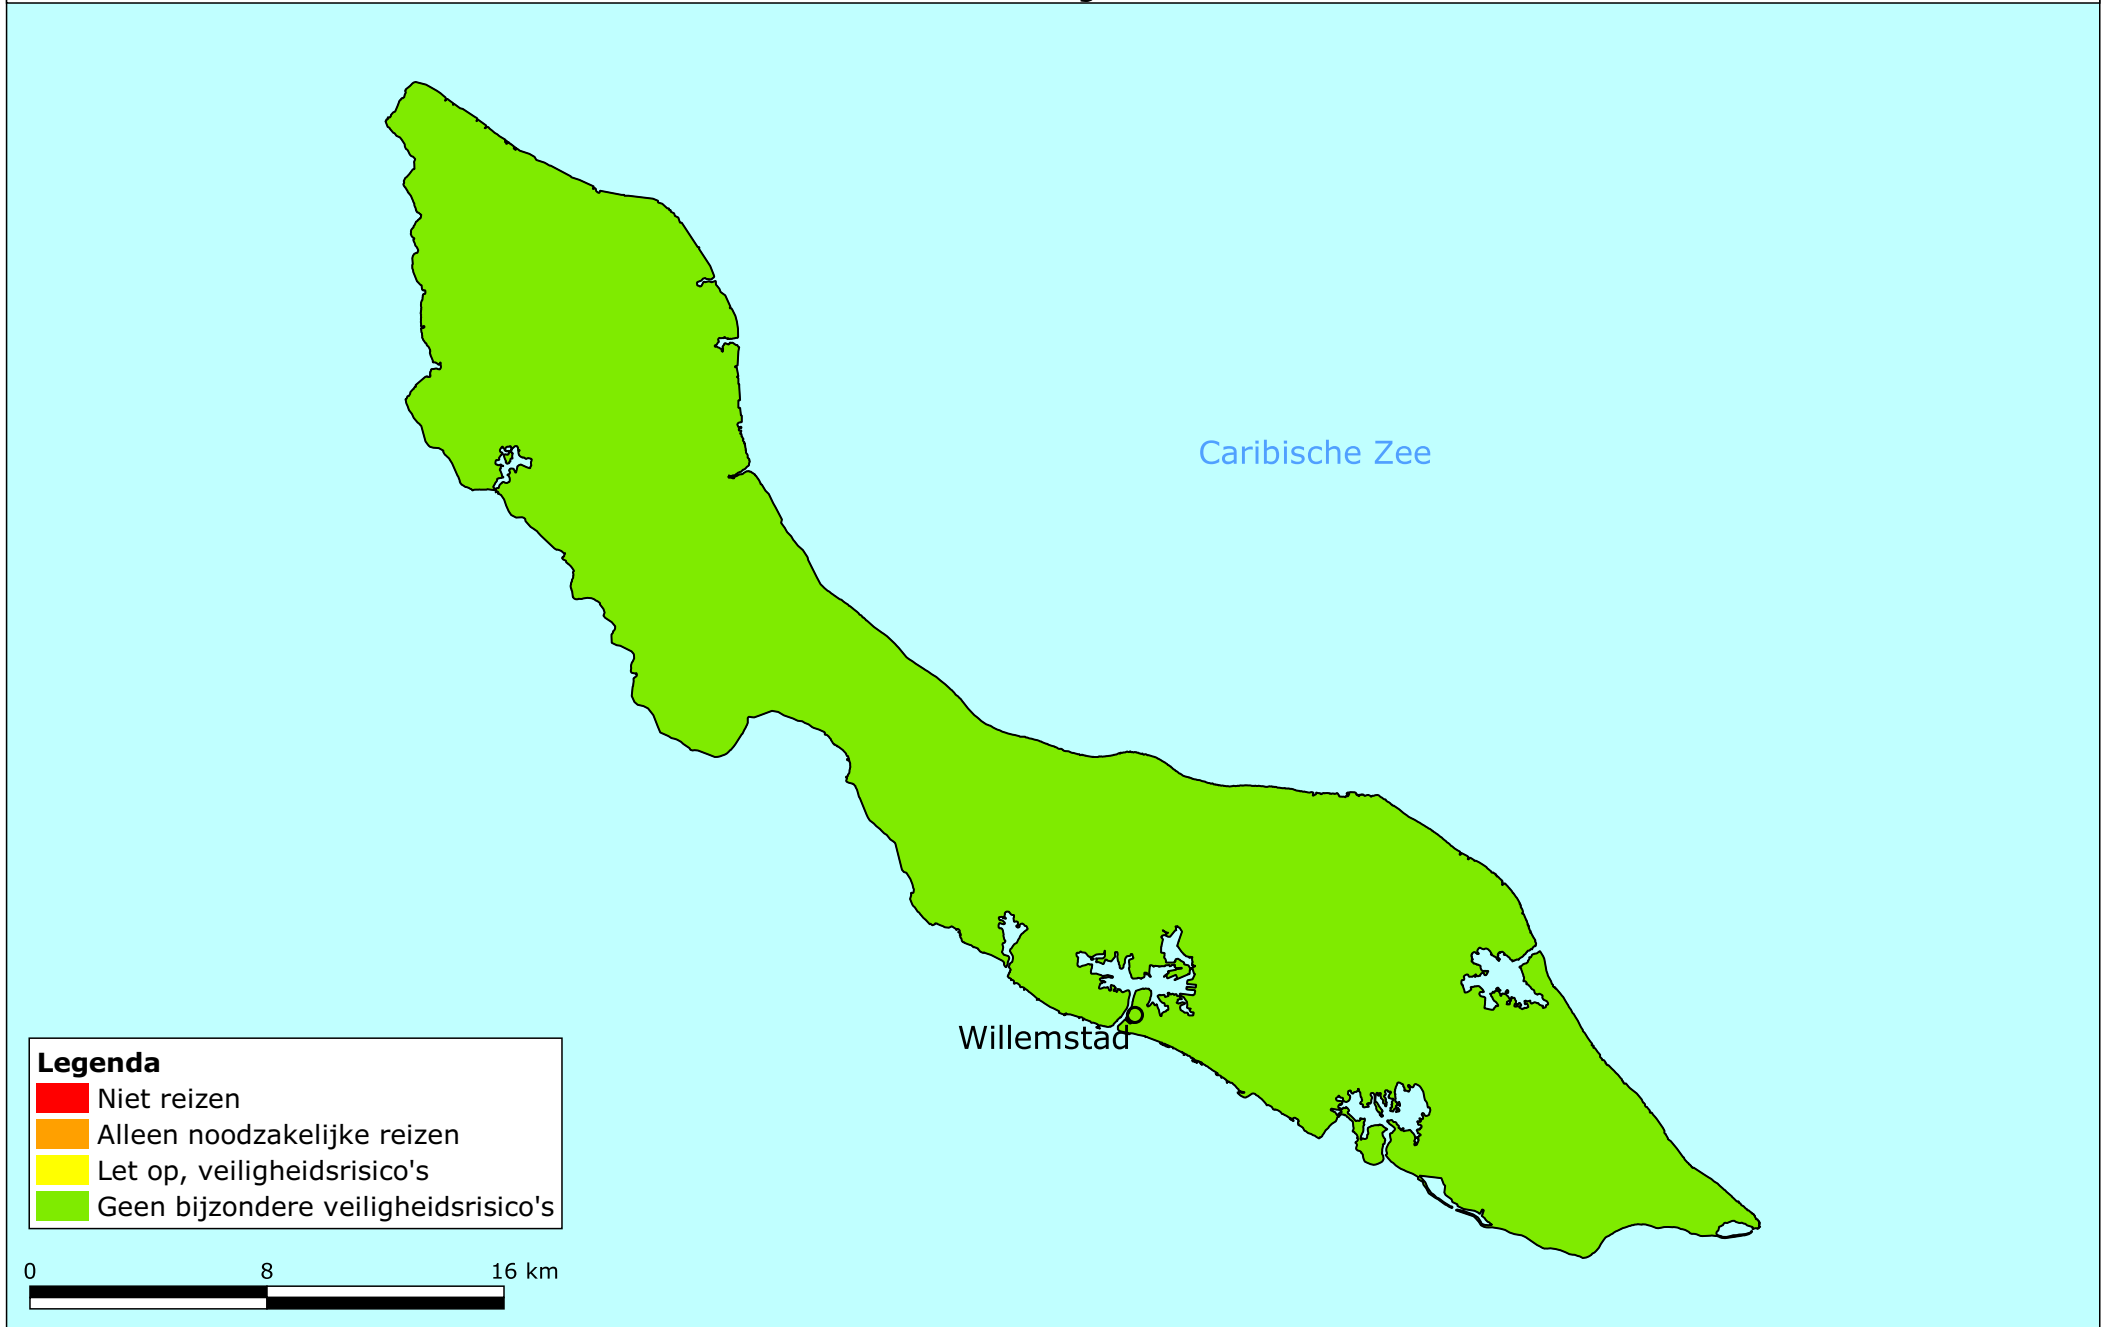 Caribische Zee
Willemstad
Legenda
Niet reizen
Alleen noodzakelijke reizen
Let op, veiligheidsrisico's
Geen bijzondere veiligheidsrisico's
0 8 16 km